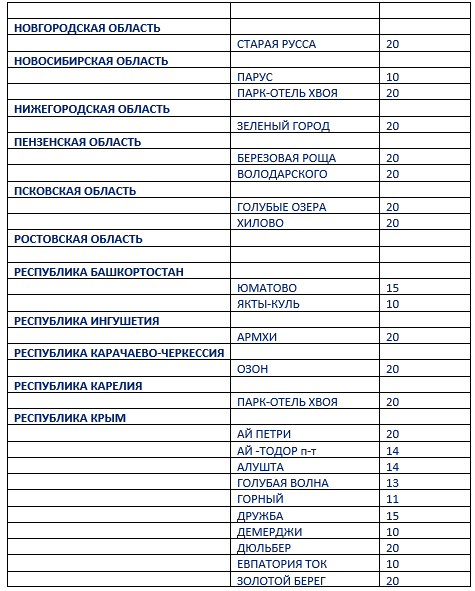 НОВГОРОДСКАЯ ОБЛАСТЬ
СТАРАЯ РУССА 20
НОВОСИБИРСКАЯ ОБЛАСТЬ
ПАРУС 10
ПАРК-ОТЕЛЬ ХВОЯ 20
НИЖЕГОРОДСКАЯ ОБЛАСТЬ
ЗЕЛЕНЫЙ ГОРОД 20
ПЕНЗЕНСКАЯ ОБЛАСТЬ
БЕРЕЗОВАЯ РОЩА 20
ВОЛОДАРСКОГО 20
ПСКОВСКАЯ ОБЛАСТЬ
ГОЛУБЫЕ ОЗЕРА 20
ХИЛОВО 20
РОСТОВСКАЯ ОБЛАСТЬ
РЕСПУБЛИКА БАШКОРТОСТАН
ЮМАТОВО 15
ЯКТЫ-КУЛЬ 10
РЕСПУБЛИКА ИНГУШЕТИЯ
АРМХИ 20
РЕСПУБЛИКА КАРАЧАЕВО-ЧЕРКЕССИЯ
ОЗОН 20
РЕСПУБЛИКА КАРЕЛИЯ
ПАРК-ОТЕЛЬ ХВОЯ 20
РЕСПУБЛИКА КРЫМ
АЙ ПЕТРИ 20
АЙ -ТОДОР п-т 14
АЛУШТА 14
ГОЛУБАЯ ВОЛНА 13
ГОРНЫЙ 11
ДРУЖБА 15
ДЕМЕРДЖИ 10
ДЮЛЬБЕР 20
ЕВПАТОРИЯ ТОК 10
ЗОЛОТОЙ БЕРЕГ 20